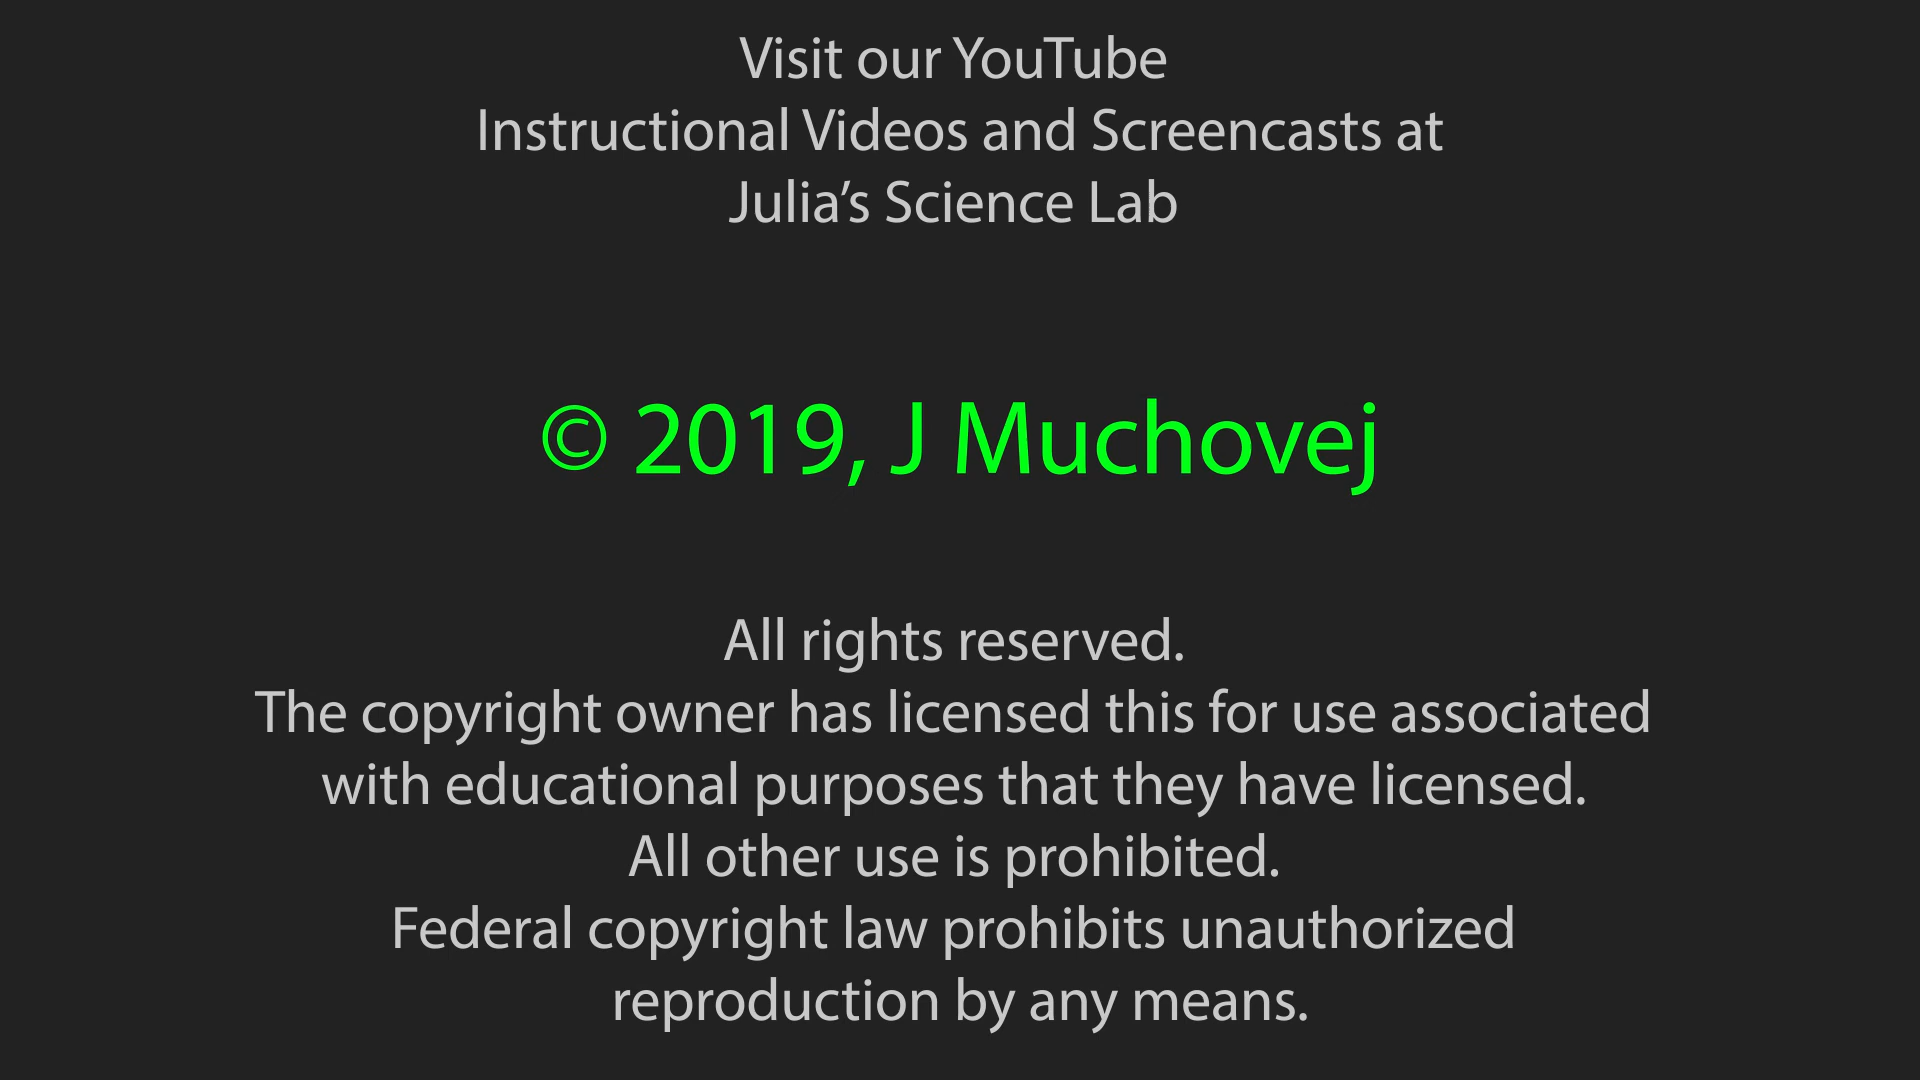 Visit our YouTube
Instructional Videos and Screencasts at
Julia’s Science Lab
© 2019, J Muchovej
All rights reserved.
The copyright owner has licensed this for use associated
with educational purposes that they have licensed.
All other use is prohibited.
Federal copyright law prohibits unauthorized
reproduction by any means.